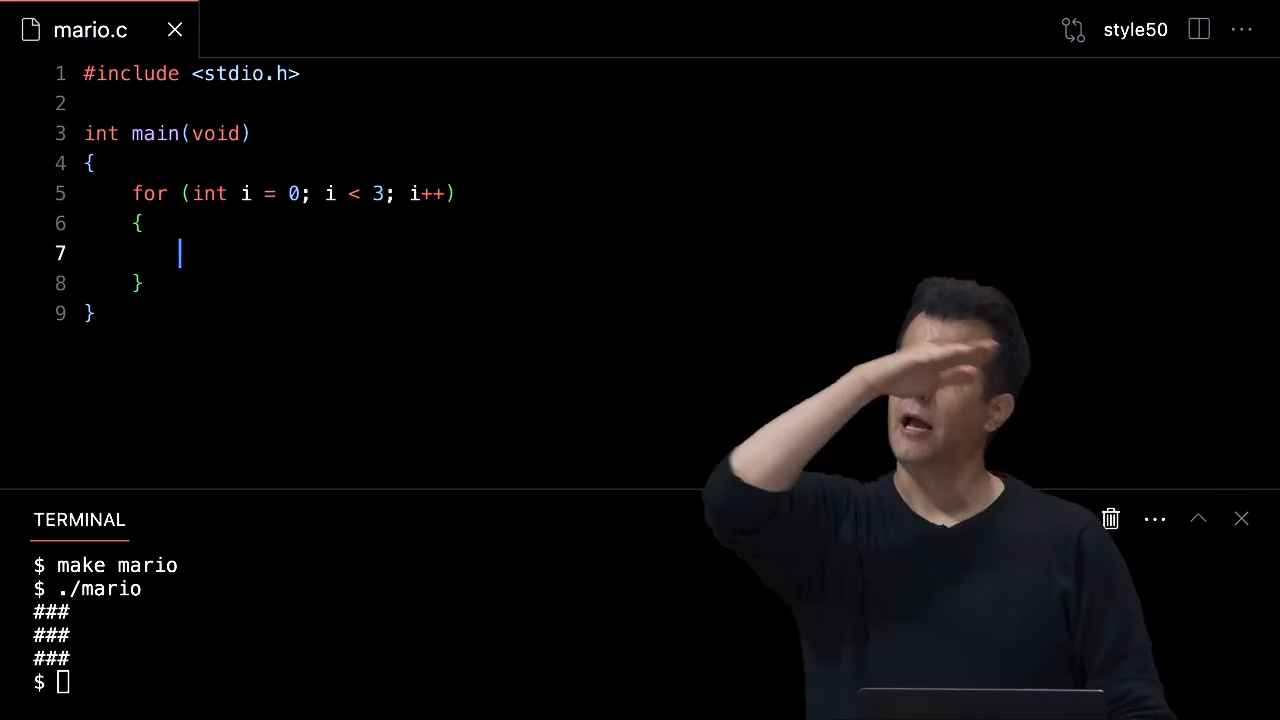 mario.c
style50
1 #include <stdio.h>
2
3 int main(void)
4 {
5     for (int i = 0; i < 3; i++)
6     {
7
8     }
9 }
TERMINAL
$ make mario
$ ./mario
###
###
###
$